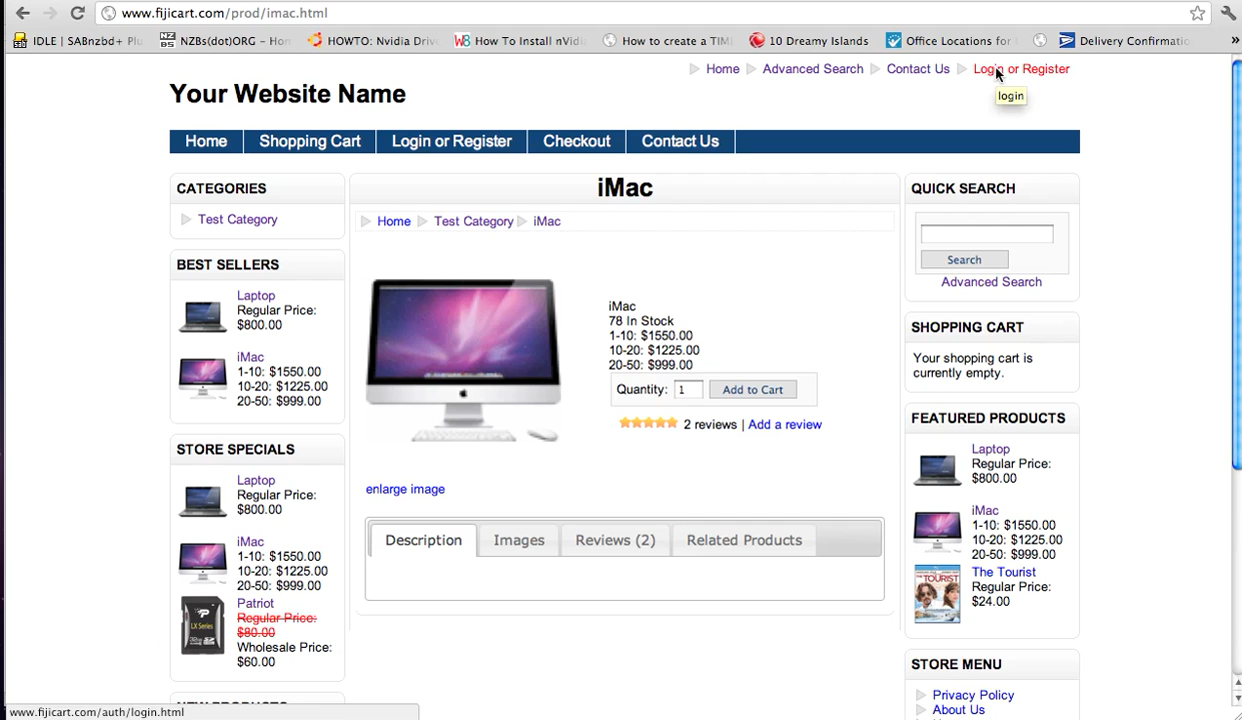 www.fijicart.com/prod/imac.html
IDLE | SABnzbd+ Plu
NZBs(dot)ORG – Hom
HOWTO: Nvidia Drive
How To Install nVidi
How to create a TIM
10 Dreamy Islands
Office Locations for
Delivery Confirmatio
»
Home
Advanced Search
Contact Us
Login or Register
login
Your Website Name
Home
Shopping Cart
Login or Register
Checkout
Contact Us
CATEGORIES
Test Category
BEST SELLERS
Laptop
Regular Price:
$800.00
iMac
1-10: $1550.00
10-20: $1225.00
20-50: $999.00
STORE SPECIALS
Laptop
Regular Price:
$800.00
iMac
1-10: $1550.00
10-20: $1225.00
20-50: $999.00
Patriot
Regular Price:
$80.00
Wholesale Price:
$60.00
iMac
Home
Test Category
iMac
iMac
78 In Stock
1-10: $1550.00
10-20: $1225.00
20-50: $999.00
Quantity: 1 Add to Cart
2 reviews | Add a review
enlarge image
Description
Images
Reviews (2)
Related Products
QUICK SEARCH
Search
Advanced Search
SHOPPING CART
Your shopping cart is
currently empty.
FEATURED PRODUCTS
Laptop
Regular Price:
$800.00
iMac
1-10: $1550.00
10-20: $1225.00
20-50: $999.00
The Tourist
Regular Price:
$24.00
STORE MENU
Privacy Policy
About Us
www.fijicart.com/auth/login.html